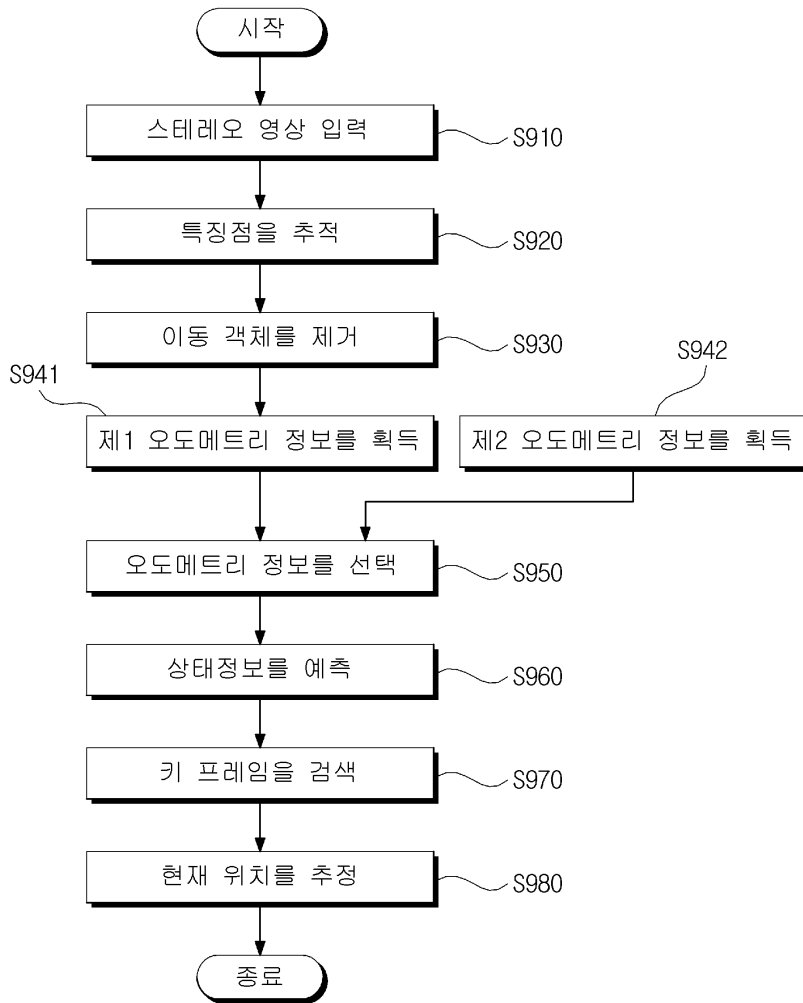 시작
스테레오 영상 입력
S910
특징점을 추적
S920
이동 객체를 제거
S930
S941
S942
제1 오도메트리 정보를 획득
제2 오도메트리 정보를 획득
오도메트리 정보를 선택
S950
상태정보를 예측
S960
키 프레임을 검색
S970
현재 위치를 추정
S980
종료